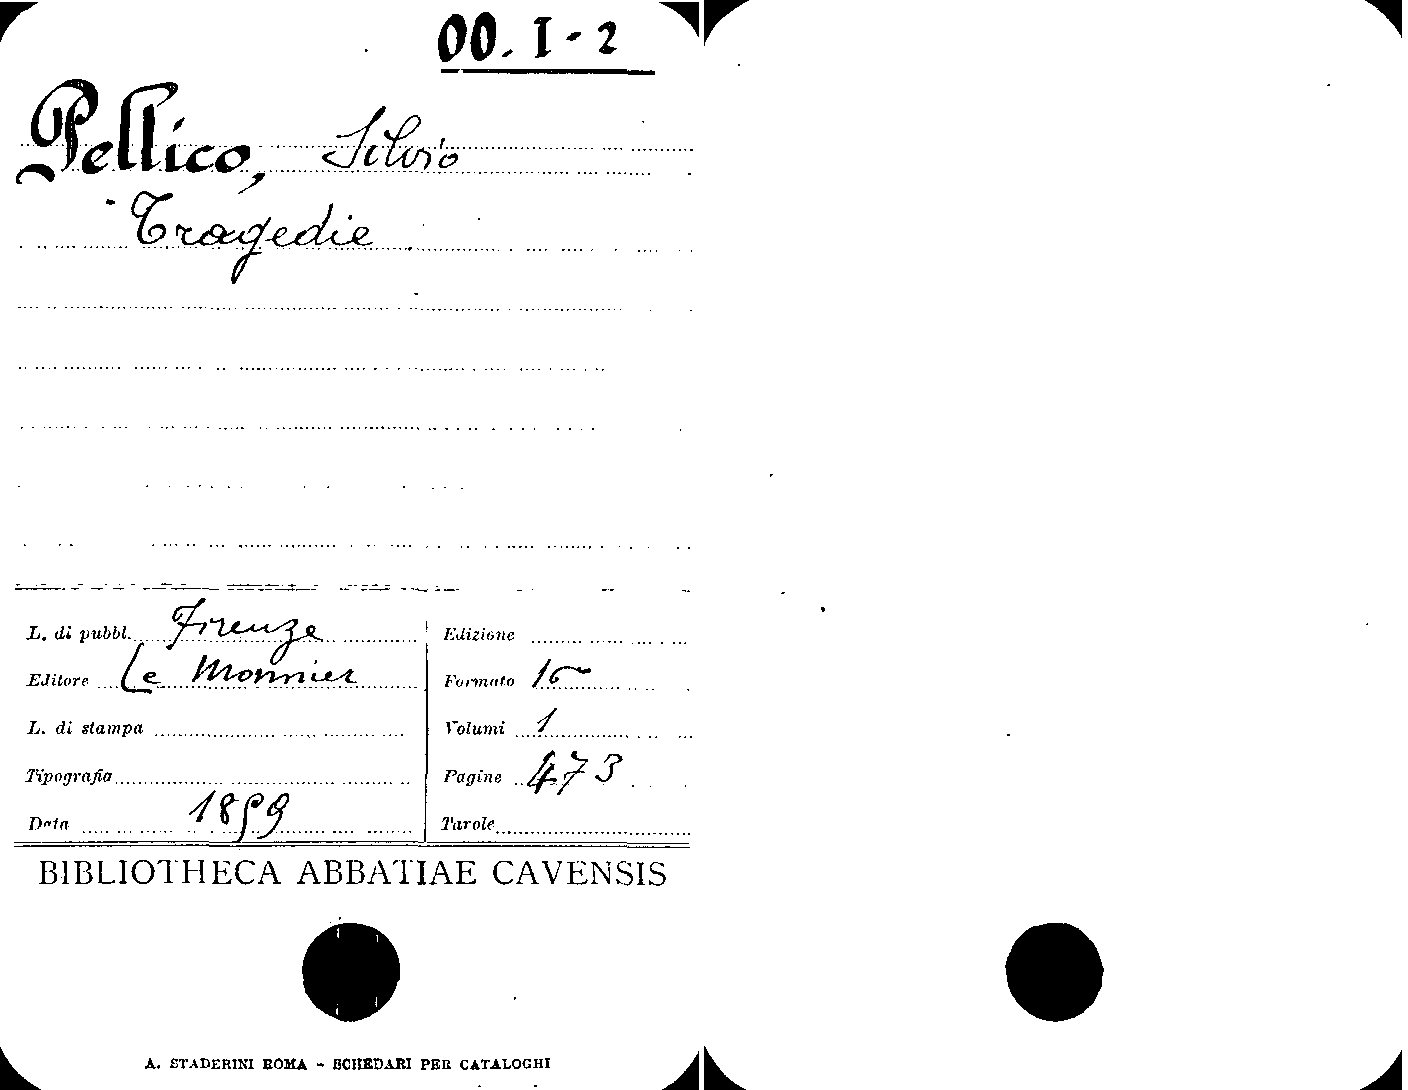 00. I - 2
Pellico, Silvio
Tragedie
L. di pubbl. Firenze
Editore Le Monnier
L. di stampa
Tipografia
Data 1859
Edizione
Formato 16
Volumi 1
Pagine 473
Tavole
BIBLIOTHECA ABBATIAE CAVENSIS
A. STADERINI ROMA - SCHEDARI PER CATALOGHI